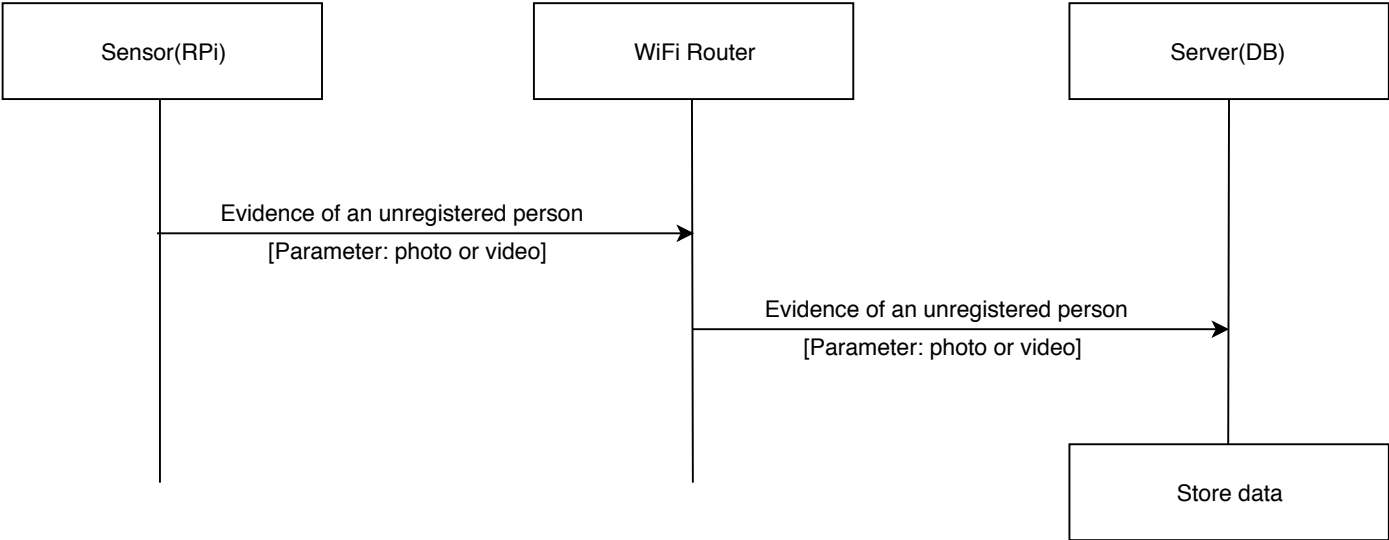 Sensor(RPi)
WiFi Router
Server(DB)
Evidence of an unregistered person
[Parameter: photo or video]
Evidence of an unregistered person
[Parameter: photo or video]
Store data